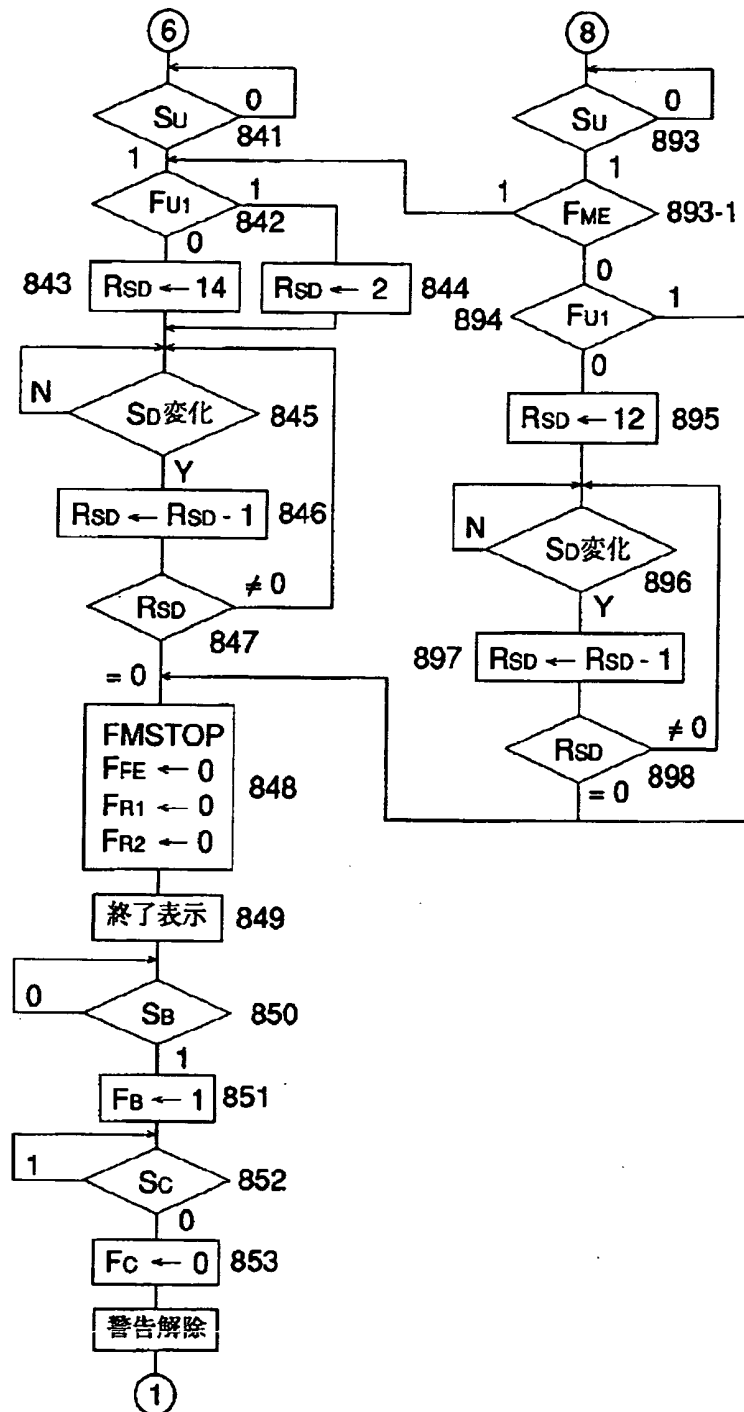 6
SU
0
841
1
FU1
1
842
0
843
RSD ← 14
RSD ← 2
844
N
SD変化
845
Y
RSD ← RSD - 1
846
RSD
≠ 0
847
= 0
FMSTOP
FFE ← 0
FR1 ← 0
FR2 ← 0
848
終了表示
849
0
SB
850
1
FB ← 1
851
1
SC
852
0
FC ← 0
853
警告解除
1
8
SU
0
893
1
1
FME
893-1
0
894
FU1
1
0
RSD ← 12
895
N
SD変化
896
Y
897
RSD ← RSD - 1
RSD
≠ 0
898
= 0